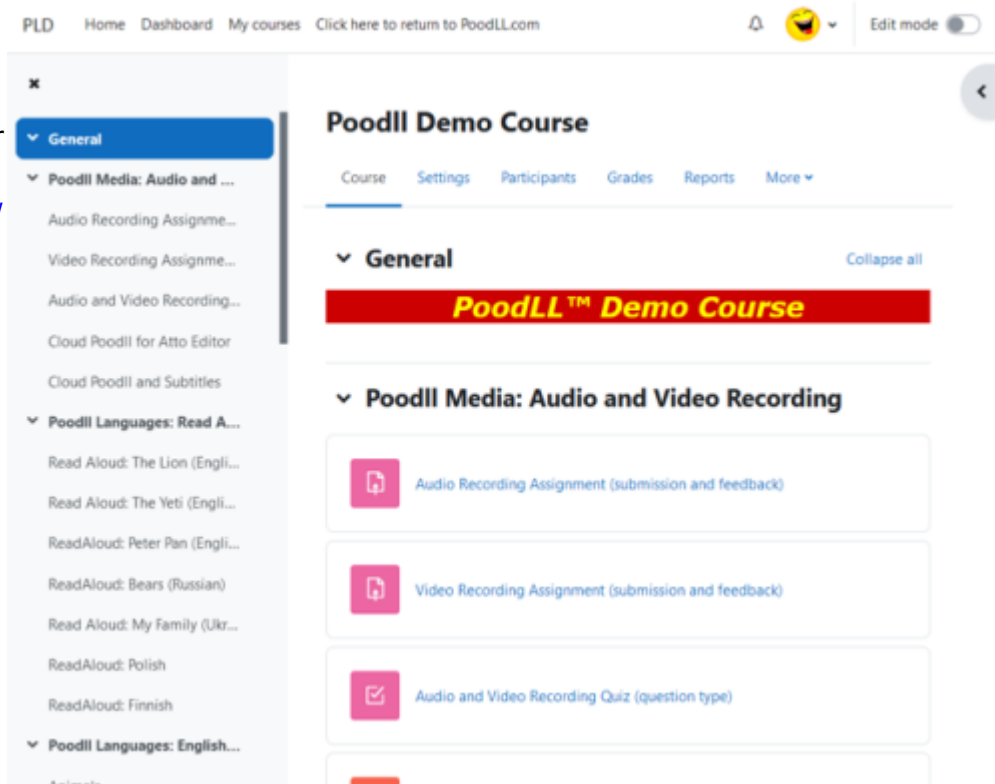 PLD Home Dashboard My courses Click here to return to PoodLL.com Edit mode
General
Poodll Media: Audio and ...
Audio Recording Assignme...
Video Recording Assignme...
Audio and Video Recording...
Cloud Poodll for Atto Editor
Cloud Poodll and Subtitles
Poodll Languages: Read A...
Read Aloud: The Lion (Engli...
Read Aloud: The Yeti (Engli...
ReadAloud: Peter Pan (Engli...
ReadAloud: Bears (Russian)
Read Aloud: My Family (Ukr...
ReadAloud: Polish
ReadAloud: Finnish
Poodll Languages: English...
Poodll Demo Course
Course Settings Participants Grades Reports More
General Collapse all
PoodLL™ Demo Course
Poodll Media: Audio and Video Recording
Audio Recording Assignment (submission and feedback)
Video Recording Assignment (submission and feedback)
Audio and Video Recording Quiz (question type)